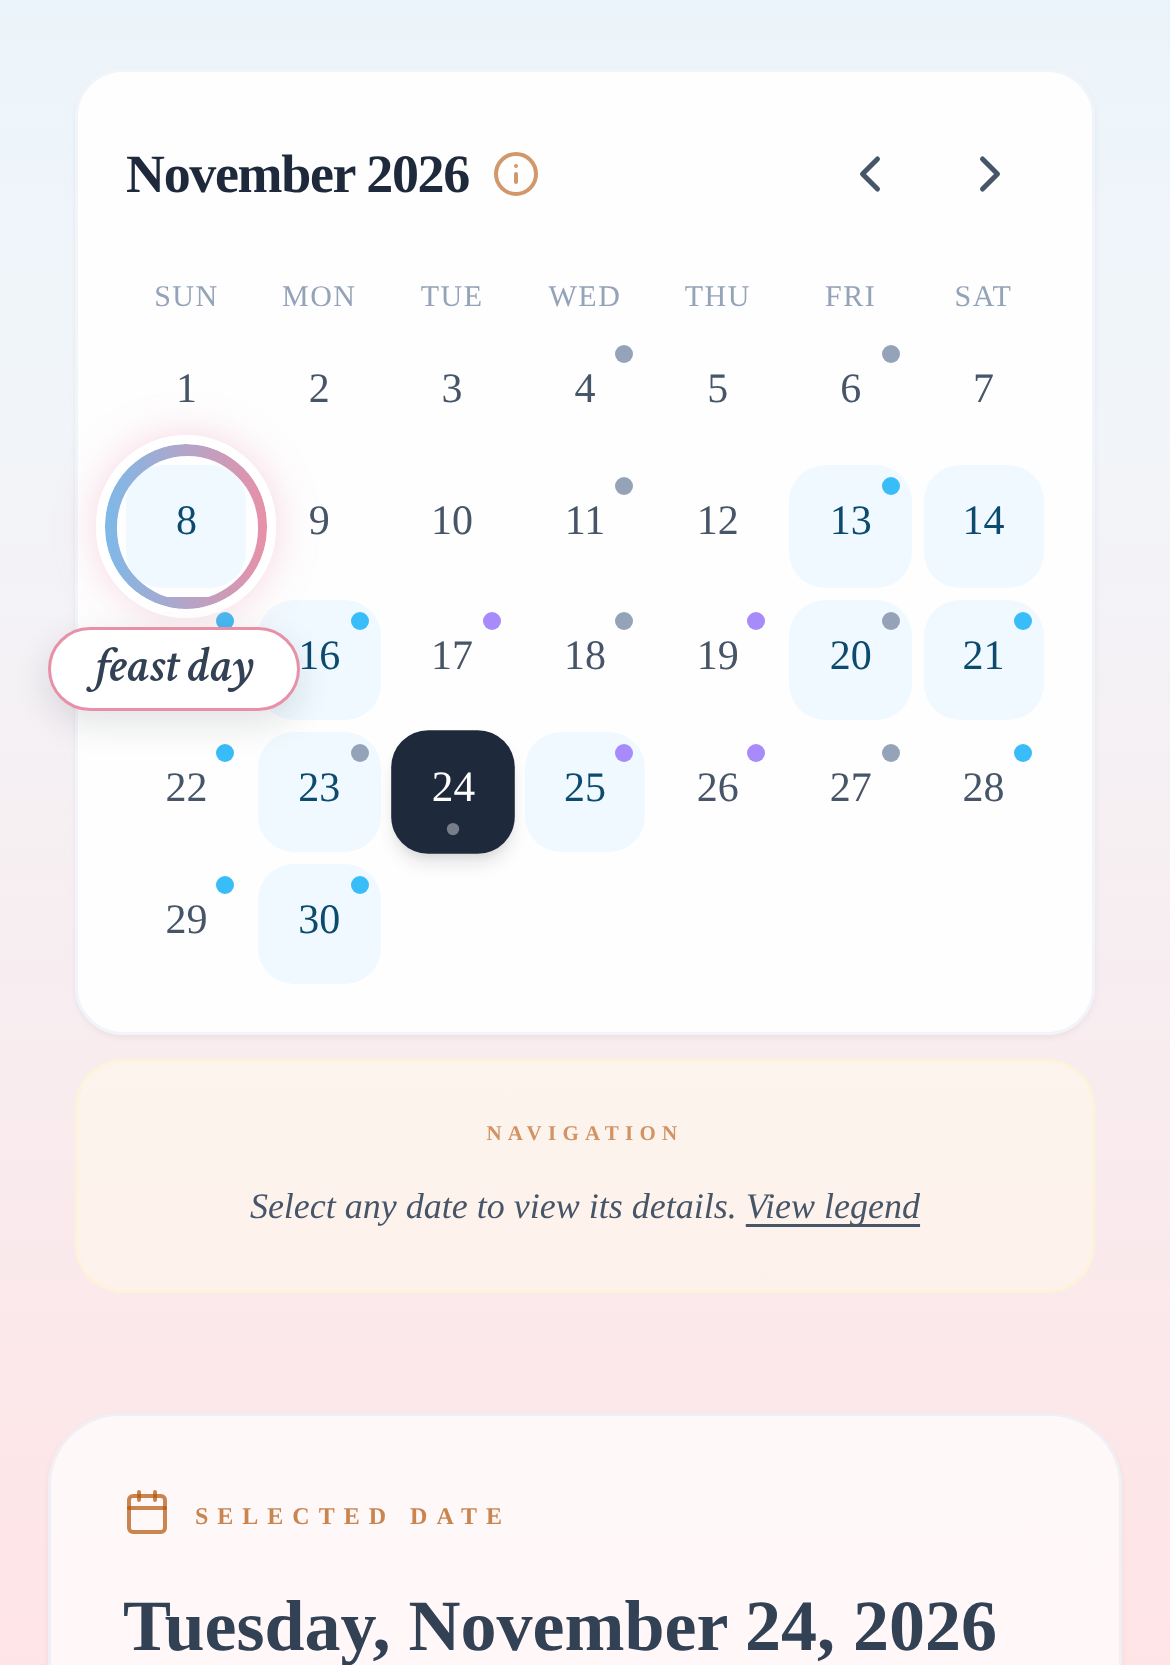 November 2026
SUN MON TUE WED THU FRI SAT
1 2 3 4 5 6 7
8 9 10 11 12 13 14
feast day 16 17 18 19 20 21
22 23 24 25 26 27 28
29 30
NAVIGATION
Select any date to view its details. View legend
SELECTED DATE
Tuesday, November 24, 2026